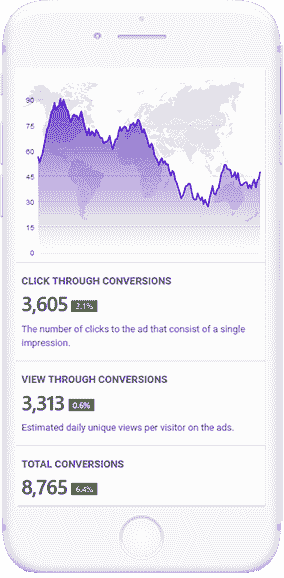 90
75
60
45
30
15
0
CLICK THROUGH CONVERSIONS
3,605 2.1%
The number of clicks to the ad that consist of a single
impression.
VIEW THROUGH CONVERSIONS
3,313 0.6%
Estimated daily unique views per visitor on the ads.
TOTAL CONVERSIONS
8,765 6.4%